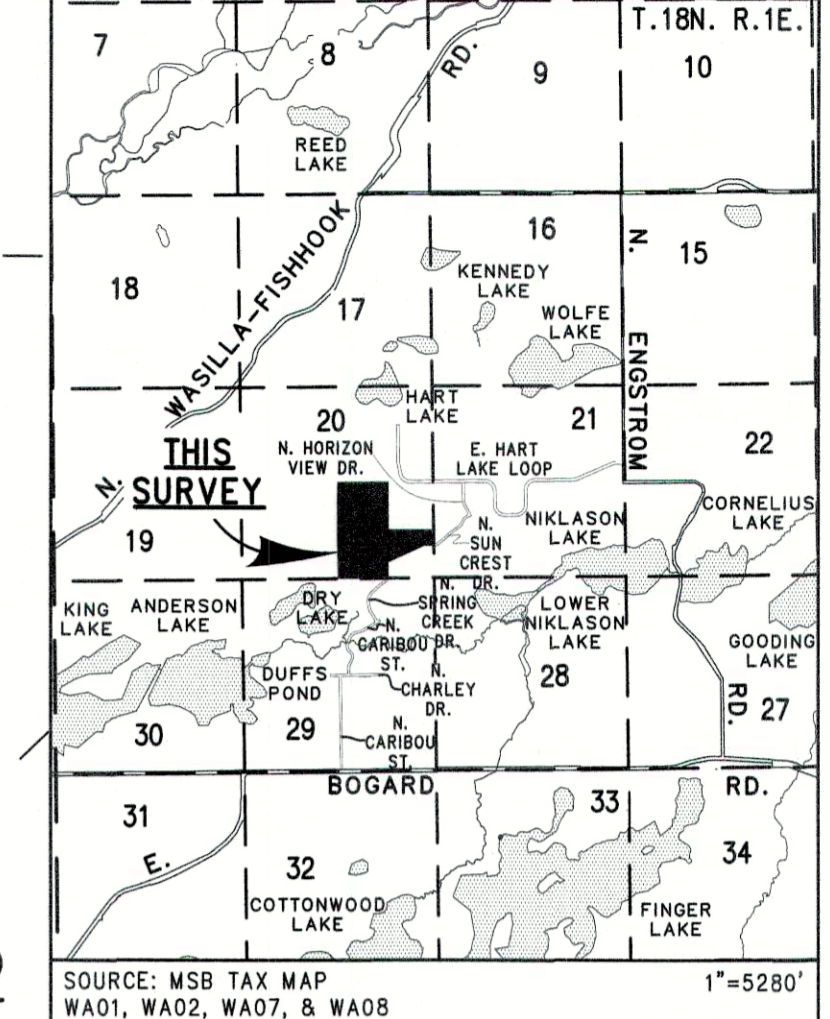 T.18N. R.1E.
7
8
9
10
RD.
REED
LAKE
16
15
18
17
N.
ENGSTROM
RD.
KENNEDY
LAKE
WOLFE
LAKE
N.
WASILLA-FISHHOOK
HART
LAKE
20
21
22
N. HORIZON
VIEW DR.
E. HART
LAKE LOOP
THIS
SURVEY
19
N.
SUN
CREST
DR.
NIKLASON
LAKE
CORNELIUS
LAKE
KING
LAKE
ANDERSON
LAKE
DRY
LAKE
N.
SPRING
CREEK
DR.
LOWER
NIKLASON
LAKE
GOODING
LAKE
N.
CARIBOU
ST.
DUFFS
POND
N.
CHARLEY
DR.
28
27
30
29
N.
CARIBOU
ST.
E.
BOGARD
RD.
31
32
33
34
COTTONWOOD
LAKE
FINGER
LAKE
SOURCE: MSB TAX MAP
WA01, WA02, WA07, & WA08
1"=5280'